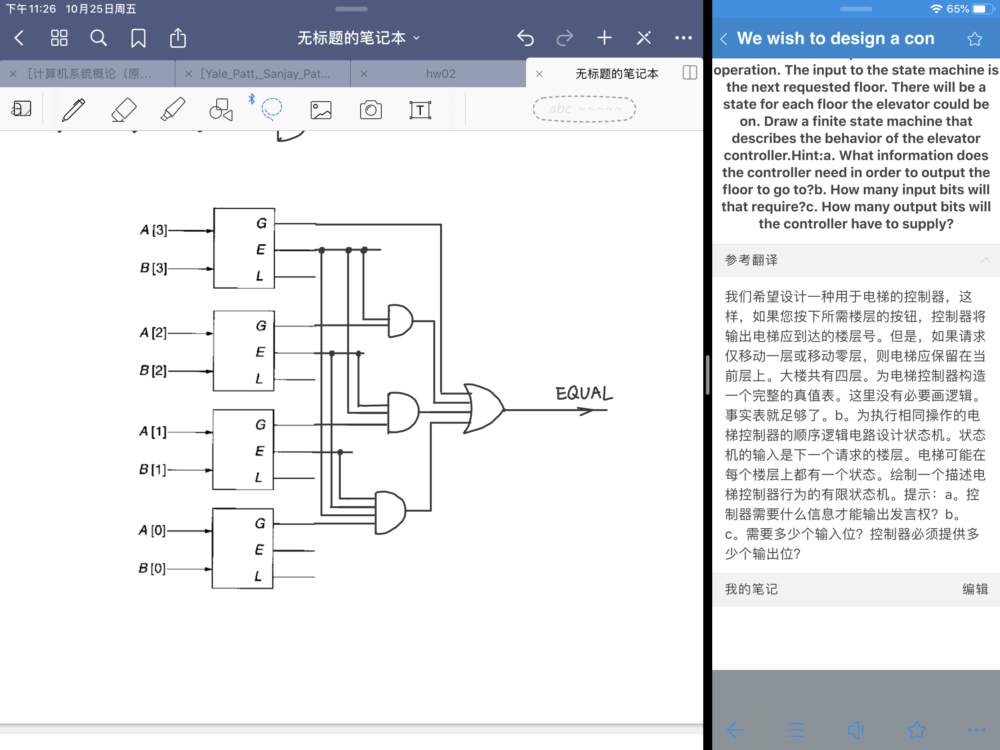 下午11:26 10月25日周五
无标题的笔记本
[计算机系统概论（原...
[Yale_Patt,_Sanjay_Pat...
hw02
无标题的笔记本
a
T
abc ~~~~~
A[3]
B[3]
G
E
L
A[2]
B[2]
G
E
L
A[1]
B[1]
G
E
L
A[0]
B[0]
G
E
L
EQUAL
65%
We wish to design a con
operation. The input to the state machine is
the next requested floor. There will be a
state for each floor the elevator could be
on. Draw a finite state machine that
describes the behavior of the elevator
controller.Hint:a. What information does
the controller need in order to output the
floor to go to?b. How many input bits will
that require?c. How many output bits will
the controller have to supply?
参考翻译
我们希望设计一种用于电梯的控制器，这
样，如果您按下所需楼层的按钮，控制器将
输出电梯应到达的楼层号。但是，如果请求
仅移动一层或移动零层，则电梯应保留在当
前层上。大楼共有四层。为电梯控制器构造
一个完整的真值表。这里没有必要画逻辑。
事实表就足够了。b。为执行相同操作的电
梯控制器的顺序逻辑电路设计状态机。状态
机的输入是下一个请求的楼层。电梯可能在
每个楼层上都有一个状态。绘制一个描述电
梯控制器行为的有限状态机。提示：a。控
制器需要什么信息才能输出发言权？b。
c。需要多少个输入位？控制器必须提供多
少个输出位？
我的笔记
编辑